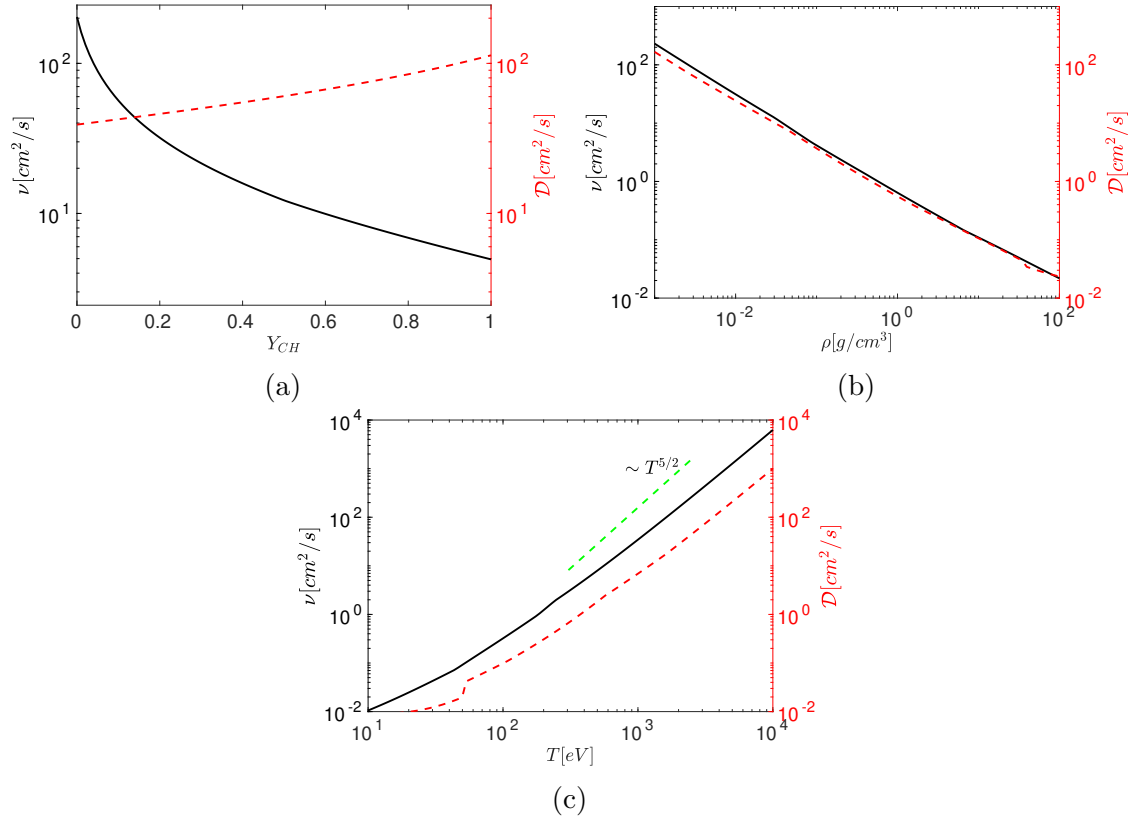 10^2
10^1
ν[cm^2/s]
10^2
10^1
𝒟[cm^2/s]
0 0.2 0.4 0.6 0.8 1
Y_{CH}
(a)
10^2
10^0
10^{-2}
ν[cm^2/s]
10^2
10^0
10^{-2}
𝒟[cm^2/s]
10^{-2} 10^0 10^2
ρ[g/cm^3]
(b)
10^4
10^2
10^0
10^{-2}
ν[cm^2/s]
∼ T^{5/2}
10^4
10^2
10^0
10^{-2}
𝒟[cm^2/s]
10^1 10^2 10^3 10^4
T[eV]
(c)